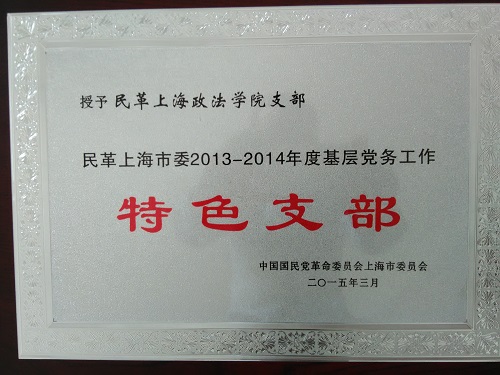 授予 民革上海政法学院支部
民革上海市委2013-2014年度基层党务工作
特色支部
中国国民党革命委员会上海市委员会
二〇一五年三月